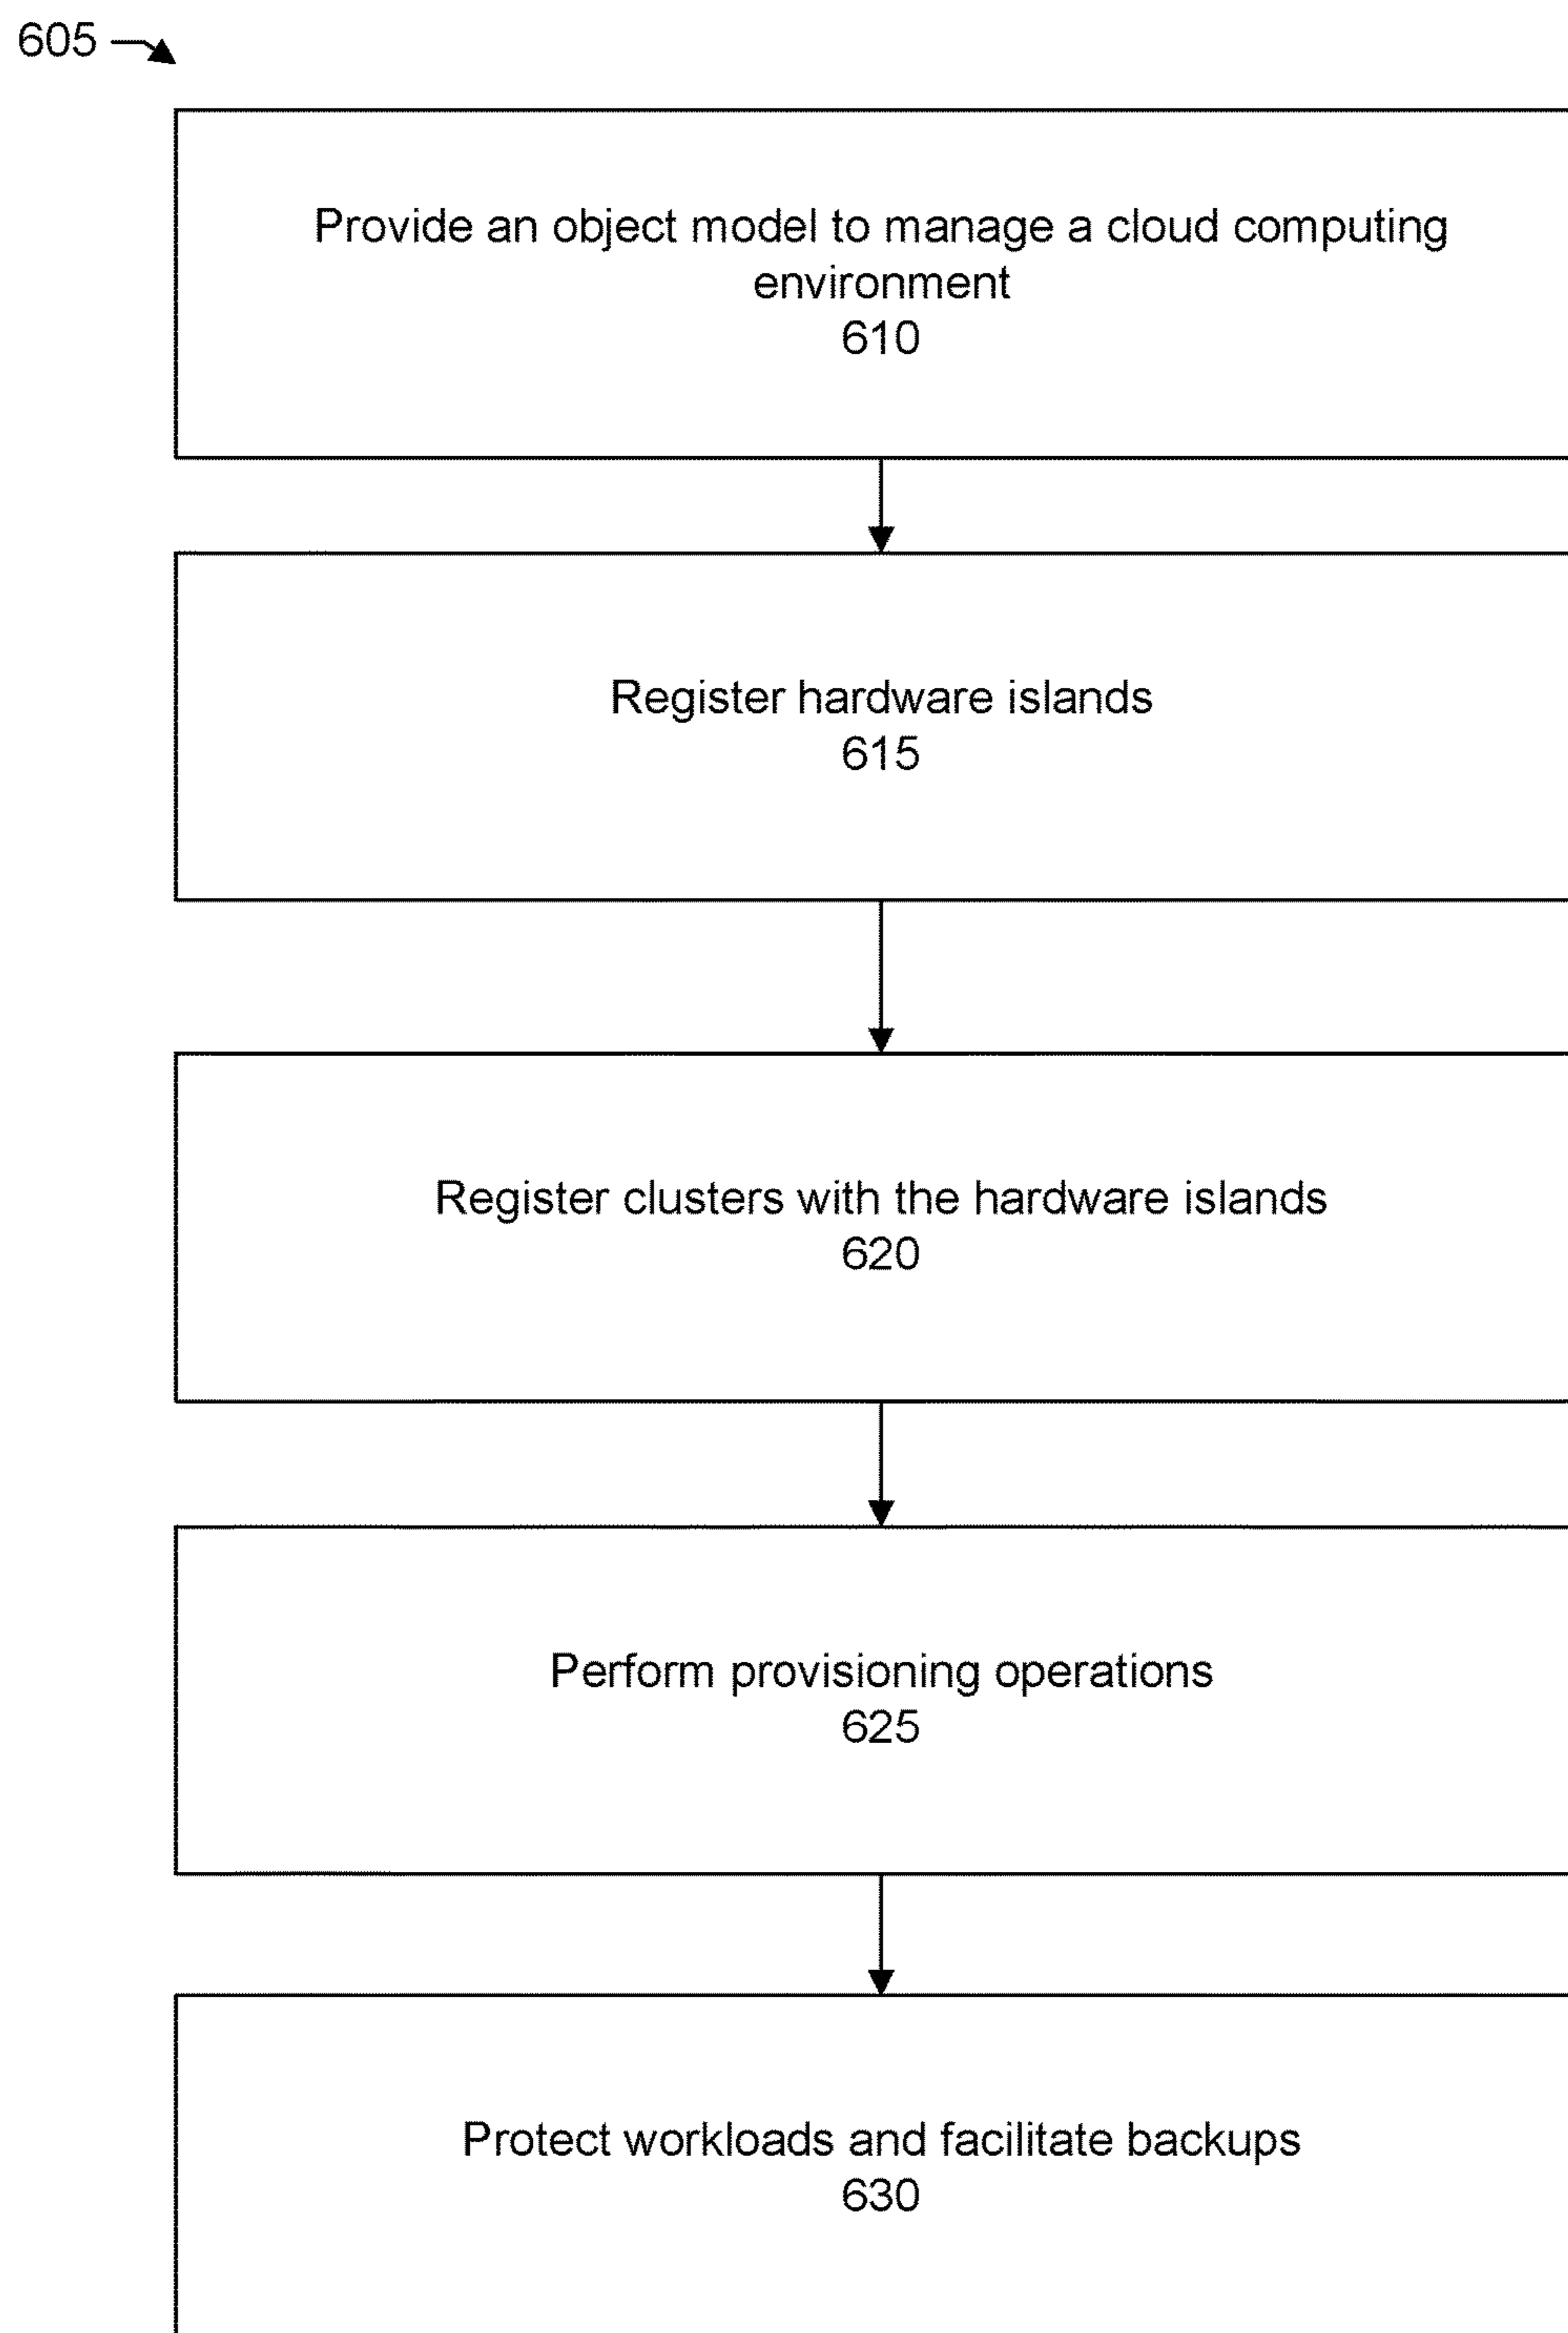 605
Provide an object model to manage a cloud computing
environment
610
Register hardware islands
615
Register clusters with the hardware islands
620
Perform provisioning operations
625
Protect workloads and facilitate backups
630